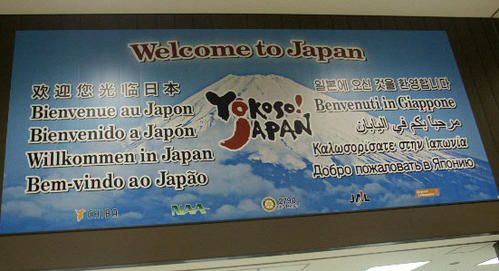 Welcome to Japan
欢迎您光临日本
Bienvenue au Japon
Bienvenido a Japón
Willkommen in Japan
Bem-vindo ao Japão
Yōkoso!
JAPAN
일본에 오신 것을 환영합니다
Benvenuti in Giappone
مرحبا بكم في اليابان
Καλωσορίσατε στην Ιαπωνία
Добро пожаловать в Японию
CHIBA
NAA
JAL